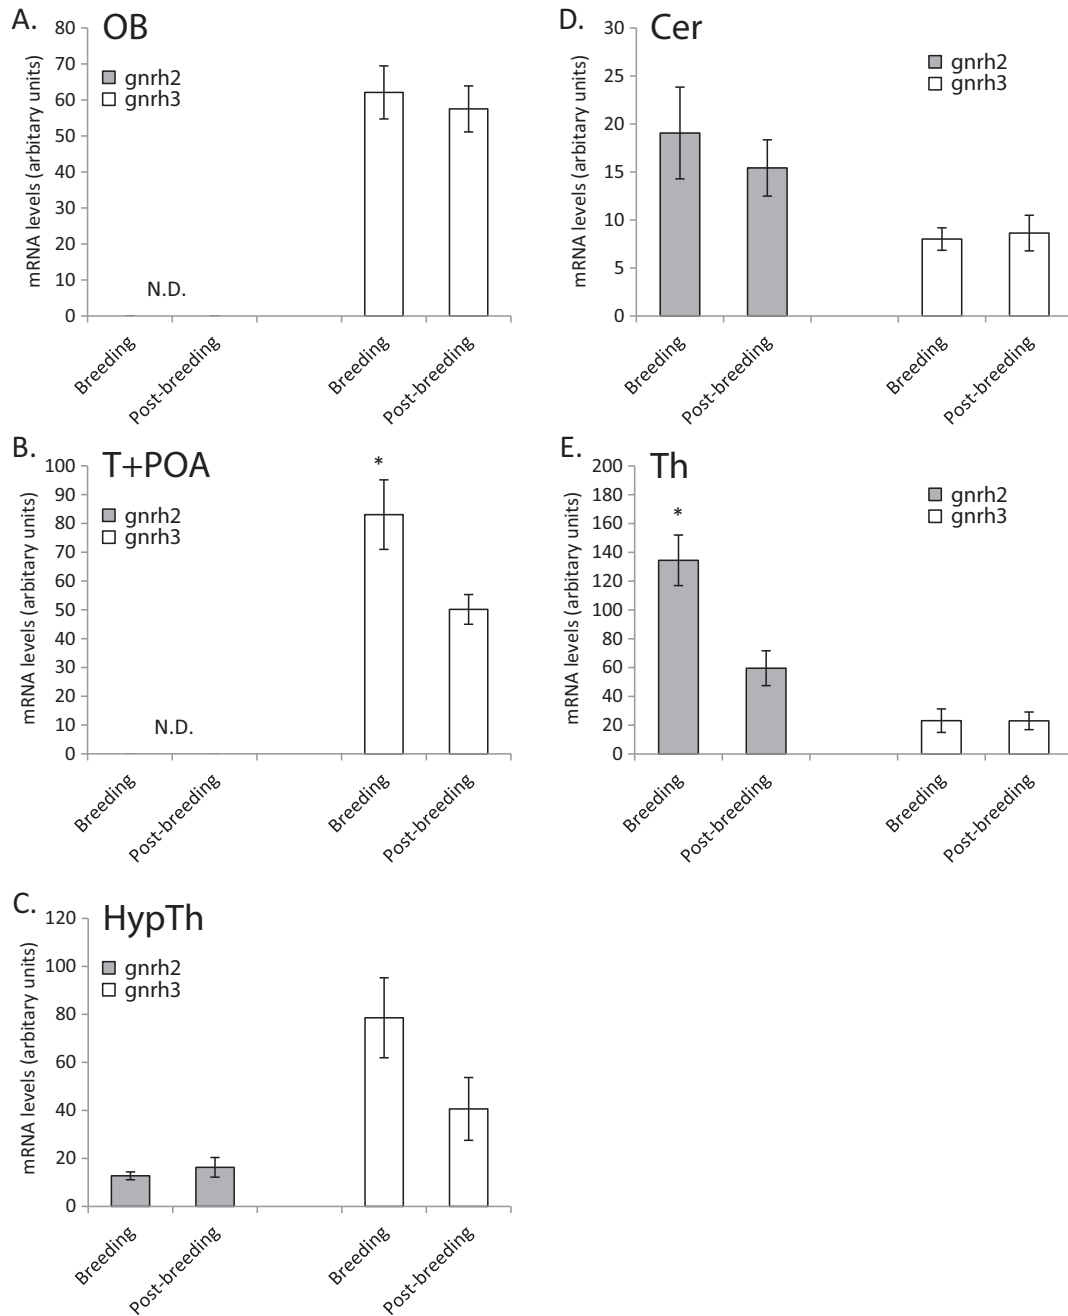 A.
OB
mRNA levels (arbitary units)
80
70
60
50
40
30
20
10
0
gnrh2
gnrh3
N.D.
Breeding
Post-breeding
Breeding
Post-breeding
D.
Cer
mRNA levels (arbitary units)
30
25
20
15
10
5
0
gnrh2
gnrh3
Breeding
Post-breeding
Breeding
Post-breeding
B.
T+POA
mRNA levels (arbitary units)
100
90
80
70
60
50
40
30
20
10
0
gnrh2
gnrh3
N.D.
*
Breeding
Post-breeding
Breeding
Post-breeding
E.
Th
mRNA levels (arbitary units)
200
180
160
140
120
100
80
60
40
20
0
gnrh2
gnrh3
*
Breeding
Post-breeding
Breeding
Post-breeding
C.
HypTh
mRNA levels (arbitary units)
120
100
80
60
40
20
0
gnrh2
gnrh3
Breeding
Post-breeding
Breeding
Post-breeding